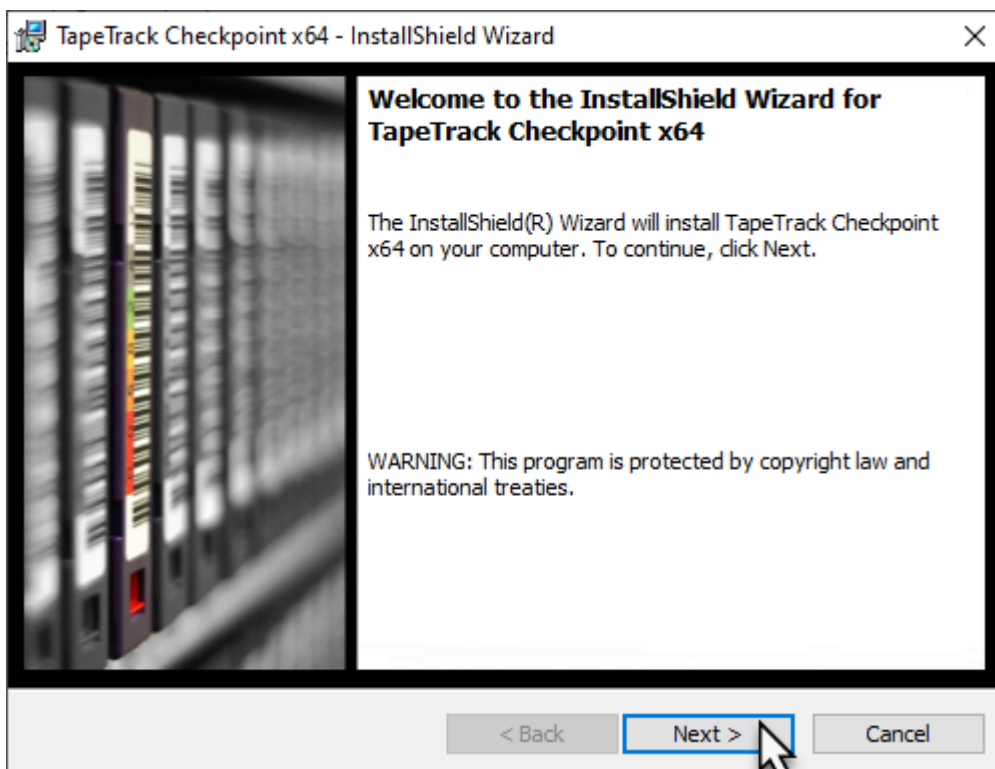 TapeTrack Checkpoint x64 - InstallShield Wizard
Welcome to the InstallShield Wizard for
TapeTrack Checkpoint x64
The InstallShield(R) Wizard will install TapeTrack Checkpoint
x64 on your computer. To continue, click Next.
WARNING: This program is protected by copyright law and
international treaties.
< Back
Next >
Cancel